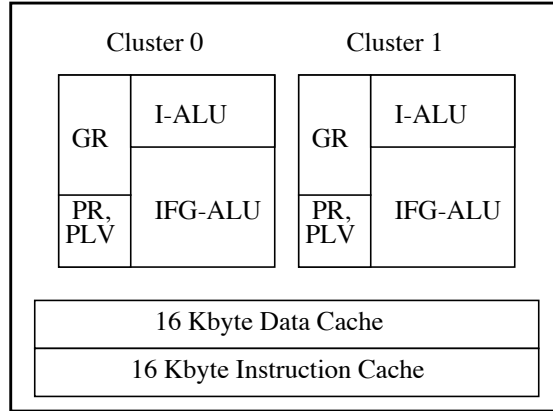 Cluster 0
Cluster 1
GR
I-ALU
PR,
PLV
IFG-ALU
GR
I-ALU
PR,
PLV
IFG-ALU
16 Kbyte Data Cache
16 Kbyte Instruction Cache